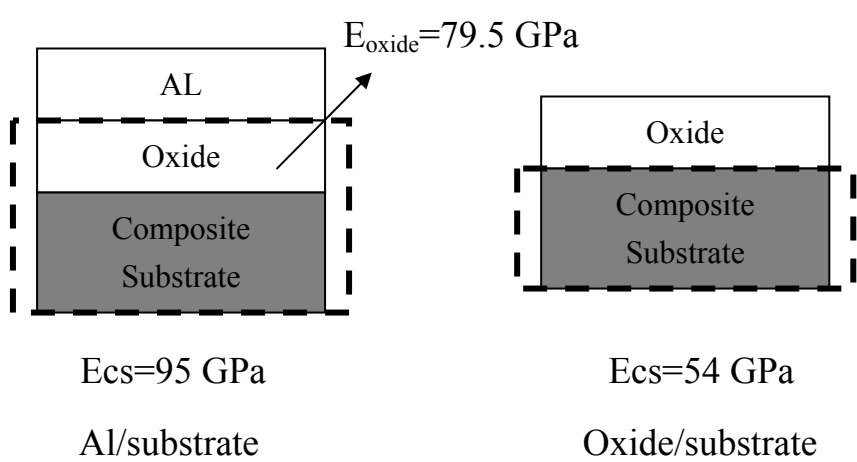 E_oxide=79.5 GPa
AL
Oxide
Composite
Substrate
Ecs=95 GPa
Al/substrate
Oxide
Composite
Substrate
Ecs=54 GPa
Oxide/substrate